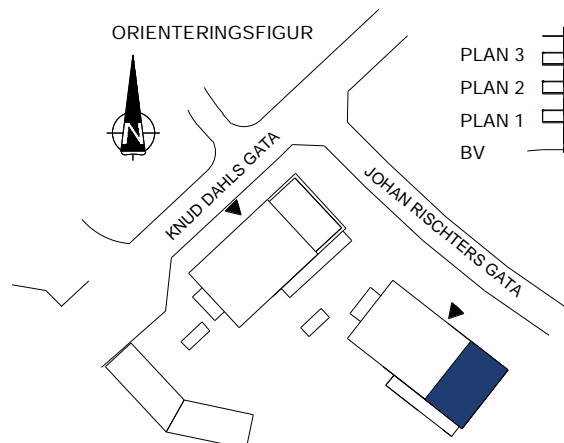 ORIENTERINGSFIGUR
PLAN 3
PLAN 2
PLAN 1
BV
N
KNUD DAHLS GATA
JOHAN RISCHTERS GATA